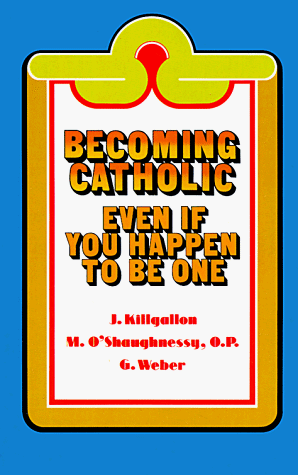 BECOMING
CATHOLIC
EVEN IF
YOU HAPPEN
TO BE ONE
J. Killgallon
M. O'Shaughnessy, O.P.
G. Weber